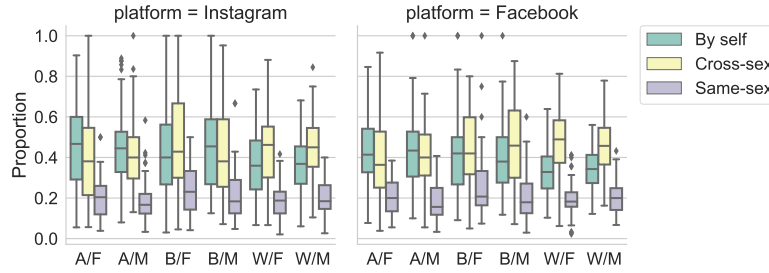 platform = Instagram
platform = Facebook
Proportion
1.0
0.8
0.6
0.4
0.2
0.0
A/F A/M B/F B/M W/F W/M
A/F A/M B/F B/M W/F W/M
By self
Cross-sex
Same-sex